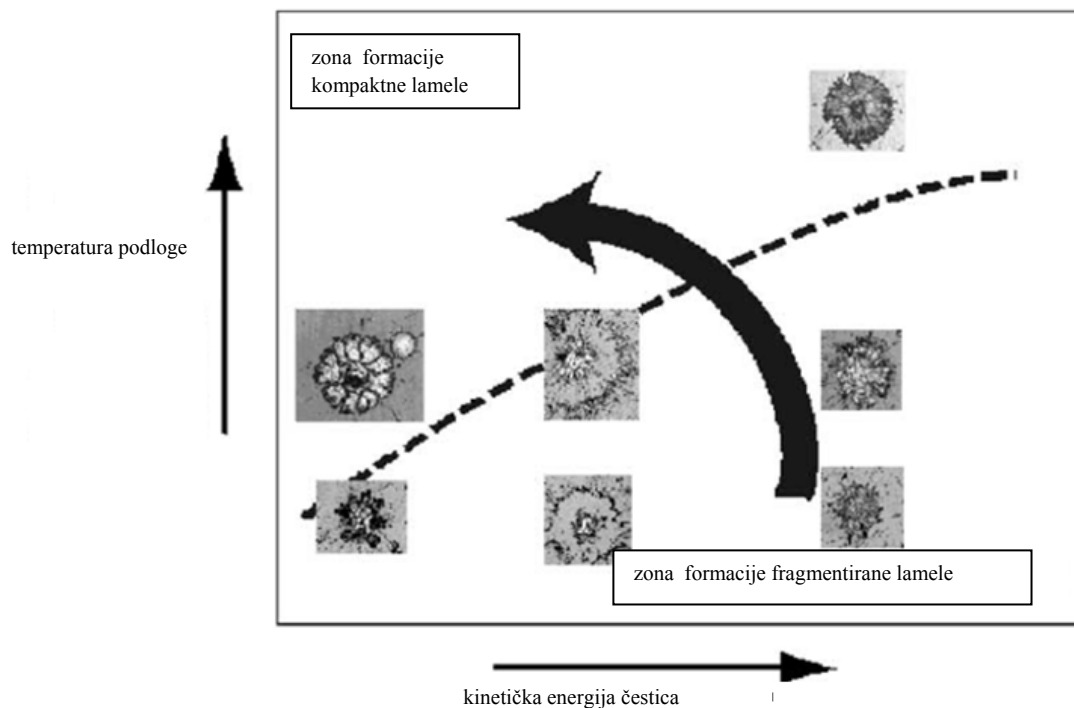 zona formacije
kompaktne lamele
temperatura podloge
zona formacije fragmentirane lamele
kinetička energija čestica